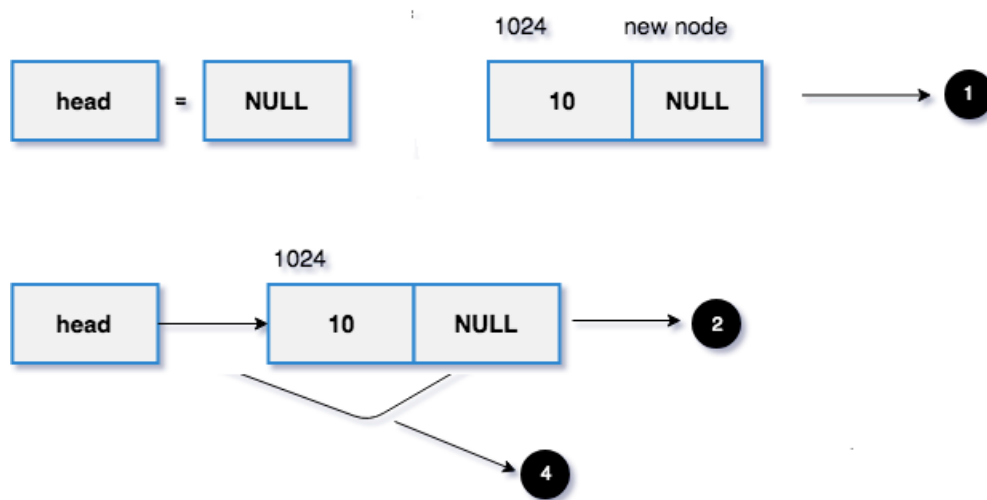 1024 new node
head = NULL 10 NULL 1
1024
head 10 NULL 2
4